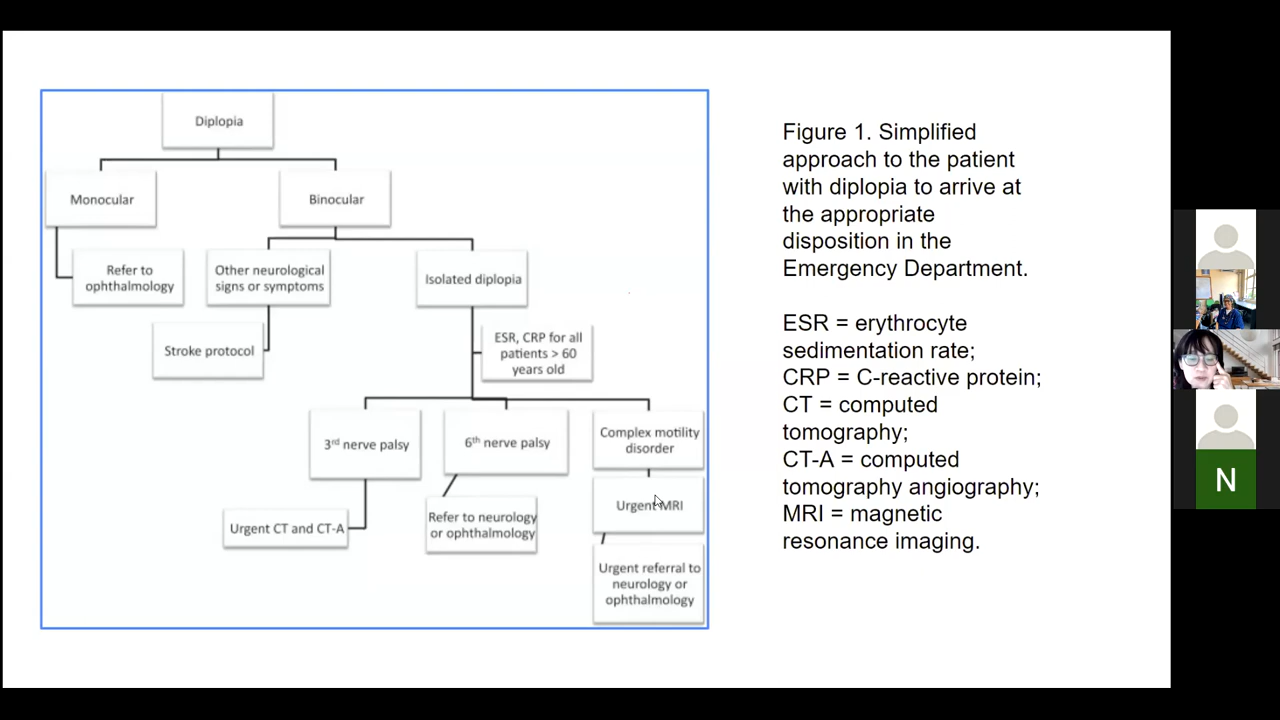 Diplopia
Monocular
Binocular
Refer to
ophthalmology
Other neurological
signs or symptoms
Isolated diplopia
Stroke protocol
ESR, CRP for all
patients > 60
years old
3rd nerve palsy
6th nerve palsy
Complex motility
disorder
Urgent CT and CT-A
Refer to neurology
or ophthalmology
Urgent MRI
Urgent referral to
neurology or
ophthalmology
Figure 1. Simplified
approach to the patient
with diplopia to arrive at
the appropriate
disposition in the
Emergency Department.
ESR = erythrocyte
sedimentation rate;
CRP = C-reactive protein;
CT = computed
tomography;
CT-A = computed
tomography angiography;
MRI = magnetic
resonance imaging.
N